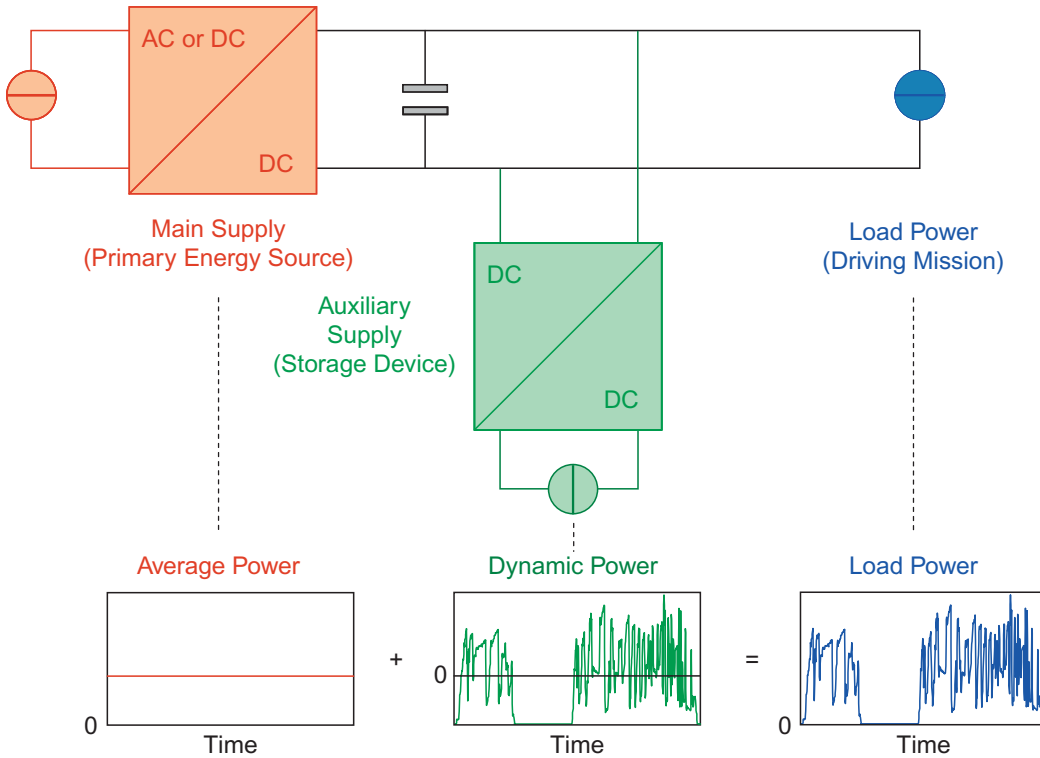 AC or DC
DC
Main Supply
(Primary Energy Source)
Load Power
(Driving Mission)
DC
DC
Auxiliary
Supply
(Storage Device)
Average Power
Dynamic Power
Load Power
0
+
0
=
0
Time
Time
Time